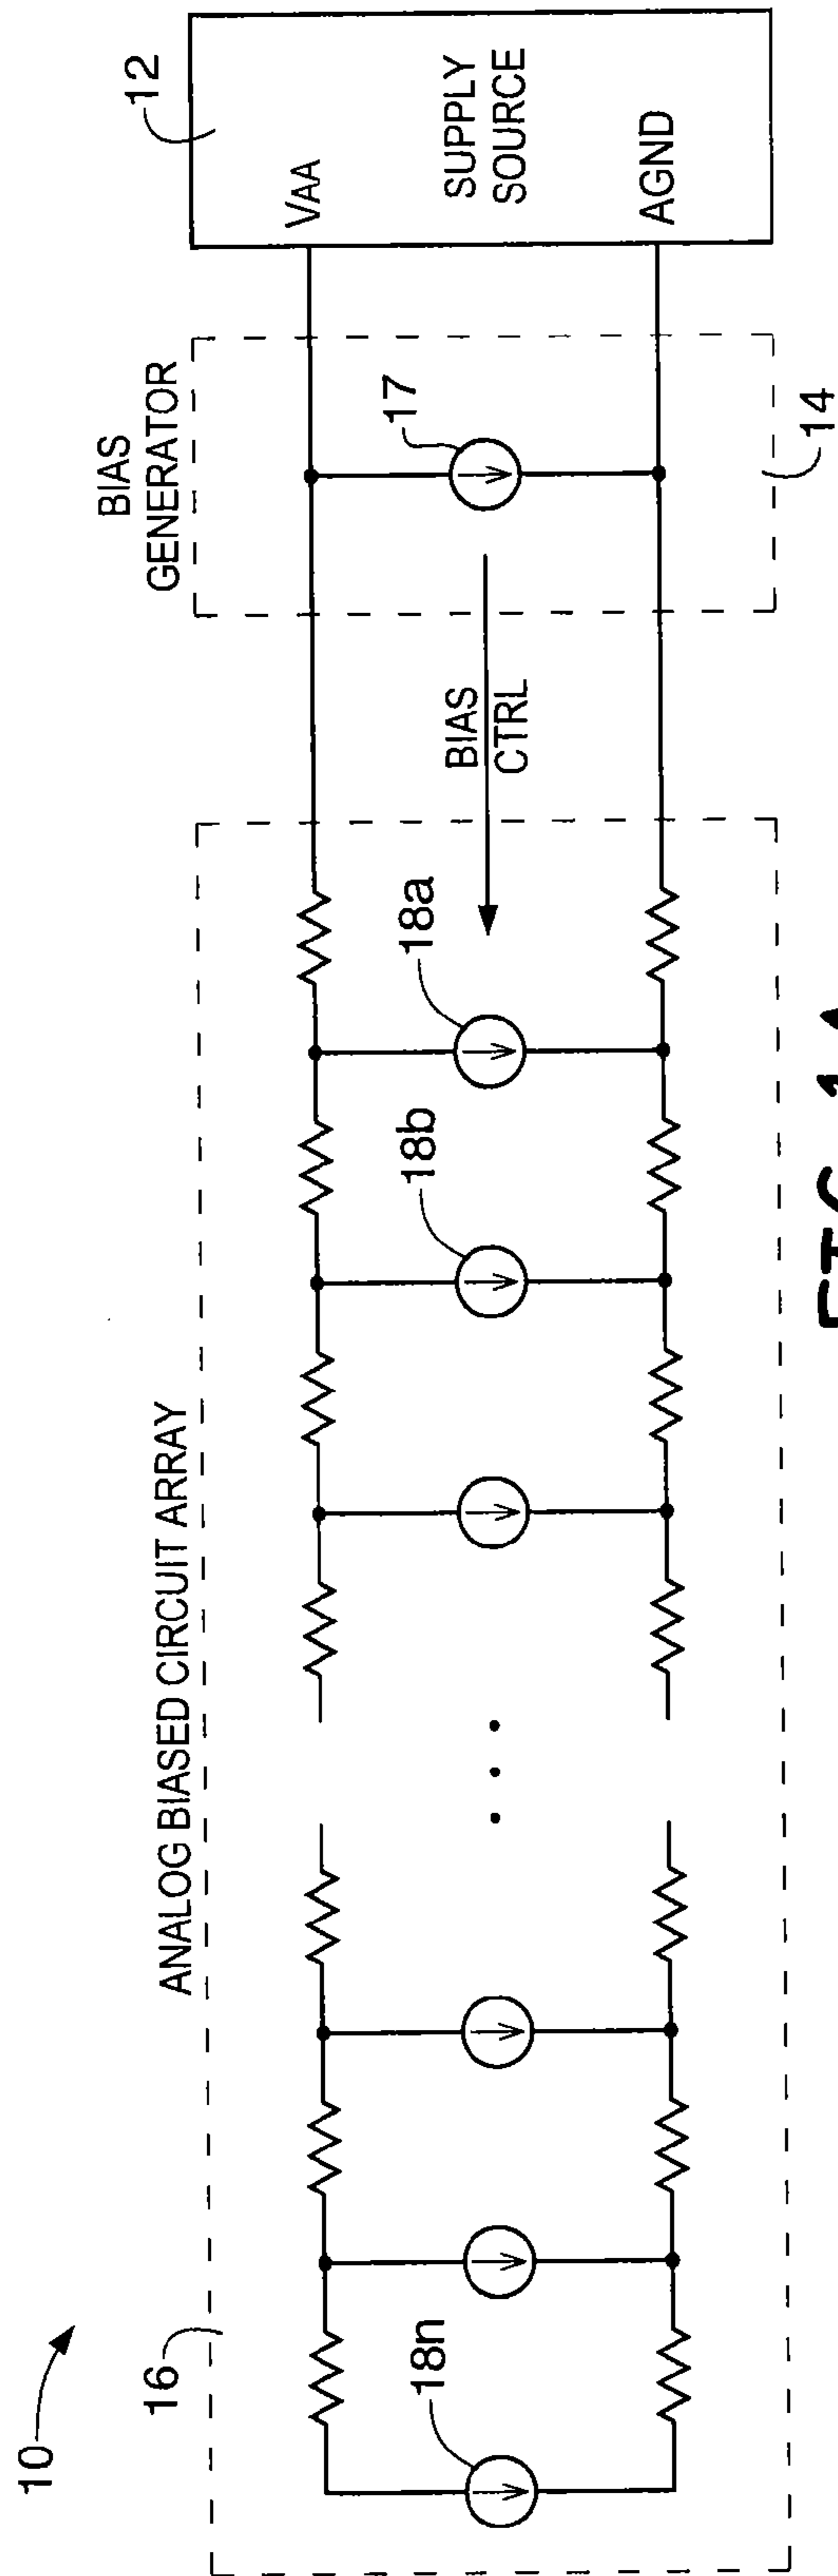 10
16
ANALOG BIASED CIRCUIT ARRAY
18n
18b
18a
BIAS
CTRL
BIAS
GENERATOR
17
14
12
VAA
SUPPLY
SOURCE
AGND